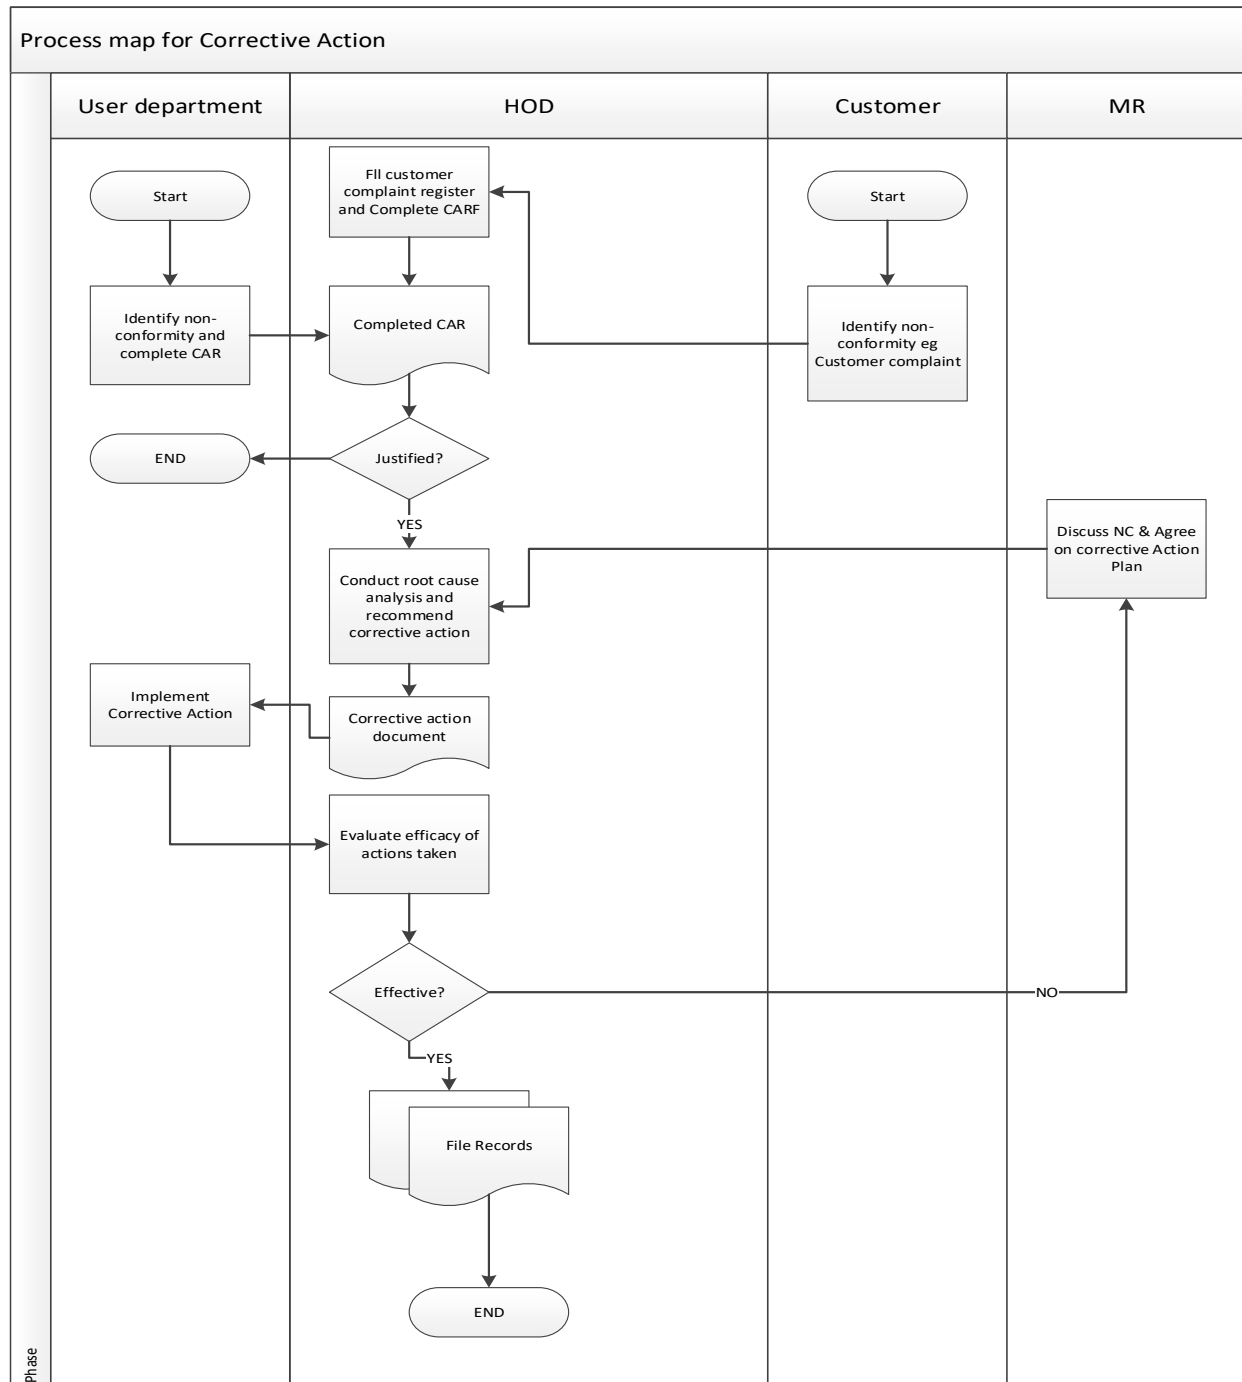 Process map for Corrective Action
User department
HOD
Customer
MR
Start
Fll customer
complaint register
and Complete CARF
Start
Identify non-
conformity and
complete CAR
Completed CAR
Identify non-
conformity eg
Customer complaint
END
Justified?
YES
Discuss NC & Agree
on corrective Action
Plan
Conduct root cause
analysis and
recommend
corrective action
Implement
Corrective Action
Corrective action
document
Evaluate efficacy of
actions taken
Effective?
NO
YES
File Records
END
Phase